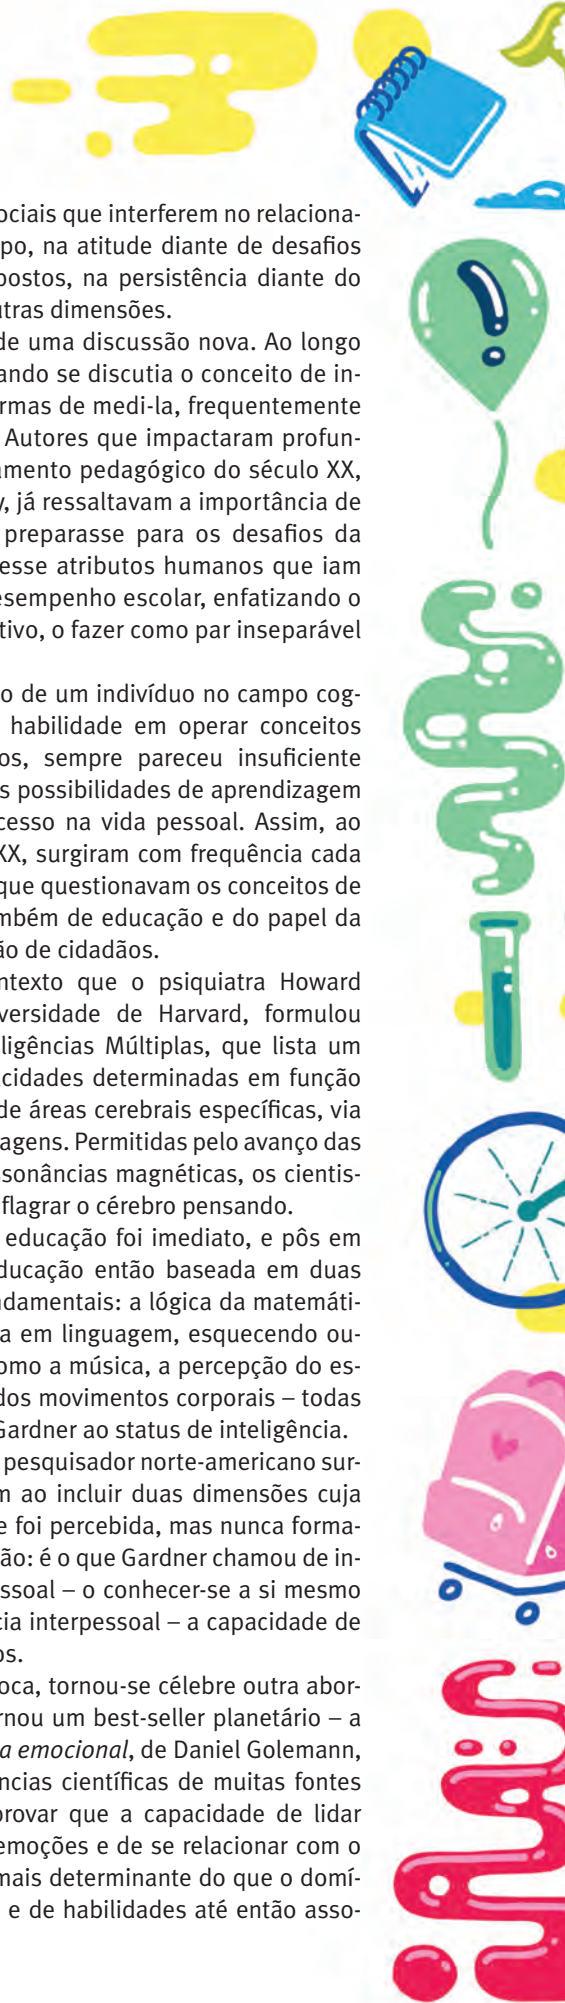 ociais que interferem no relaciona-
po, na atitude diante de desafios
postos, na persistência diante do
utras dimensões.
de uma discussão nova. Ao longo
ando se discutia o conceito de in-
rmas de medi-la, frequentemente
Autores que impactaram profun-
amento pedagógico do século XX,
y, já ressaltavam a importância de
preparasse para os desafios da
esse atributos humanos que iam
esempenho escolar, enfatizando o
tivo, o fazer como par inseparável
o de um indivíduo no campo cog-
habilidade em operar conceitos
os, sempre pareceu insuficiente
s possibilidades de aprendizagem
cesso na vida pessoal. Assim, ao
XX, surgiram com frequência cada
que questionavam os conceitos de
mbém de educação e do papel da
ão de cidadãos.
ntexto que o psiquiatra Howard
versidade de Harvard, formulou
ligências Múltiplas, que lista um
acidades determinadas em função
de áreas cerebrais específicas, via
agens. Permitidas pelo avanço das
ssonâncias magnéticas, os cientis-
flagrar o cérebro pensando.
educação foi imediato, e pôs em
ducação então baseada em duas
ndamentais: a lógica da matemáti-
a em linguagem, esquecendo ou-
omo a música, a percepção do es-
dos movimentos corporais – todas
Gardner ao status de inteligência.
pesquisador norte-americano sur-
m ao incluir duas dimensões cuja
e foi percebida, mas nunca forma-
ão: é o que Gardner chamou de in-
essoal – o conhecer-se a si mesmo
cia interpessoal – a capacidade de
os.
oca, tornou-se célebre outra abor-
rnou um best-seller planetário – a
a emocional, de Daniel Golemann,
ncias científicas de muitas fontes
provar que a capacidade de lidar
emoções e de se relacionar com o
mais determinante do que o domí-
e de habilidades até então asso-